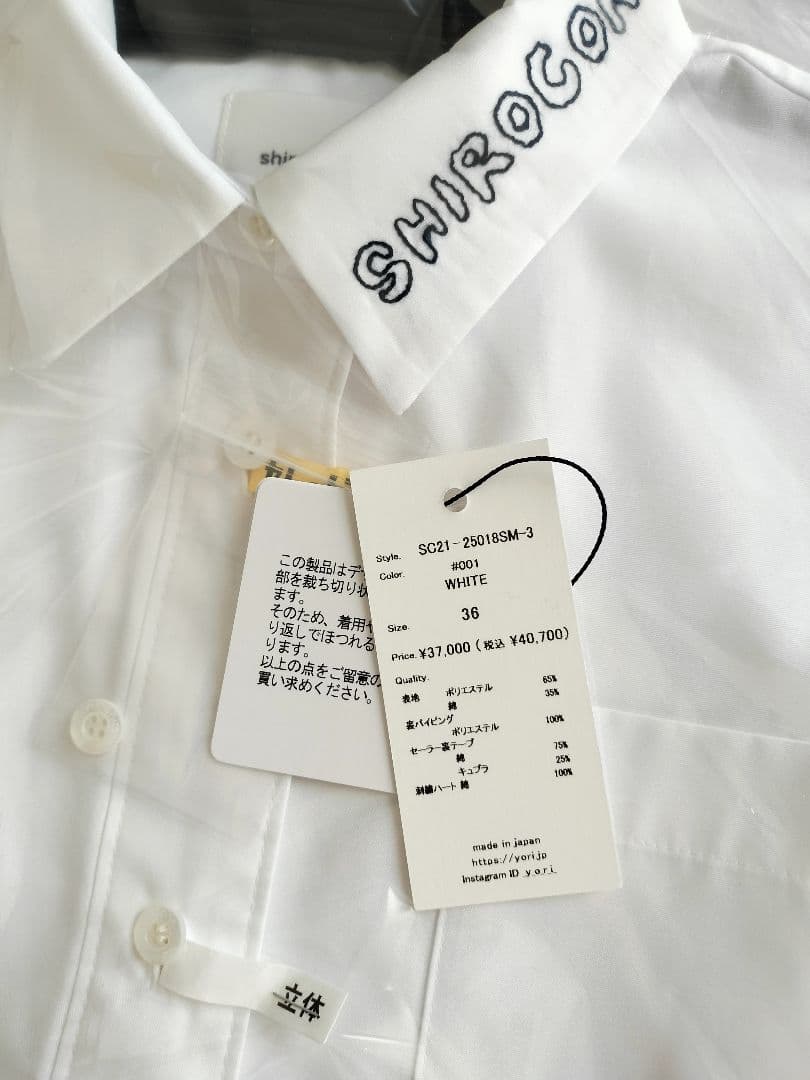 SHIROCO
shir
この製品はデ
部を裁ち切り状
ます。
そのため、着用や
り返しでほつれる
ります。
以上の点をご留意の
買い求めください。
Style. SC21-25018SM-3
Color. #001
WHITE
Size. 36
Price. ¥37,000 (税込 ¥40,700)
Quality.
表地 ポリエステル 65%
綿 35%
裏パイピング
ポリエステル 100%
セーラー裏テープ
綿 75%
キュプラ 25%
刺繍ハート 綿 100%
made in japan
https://yori.jp
Instagram ID yori
立体